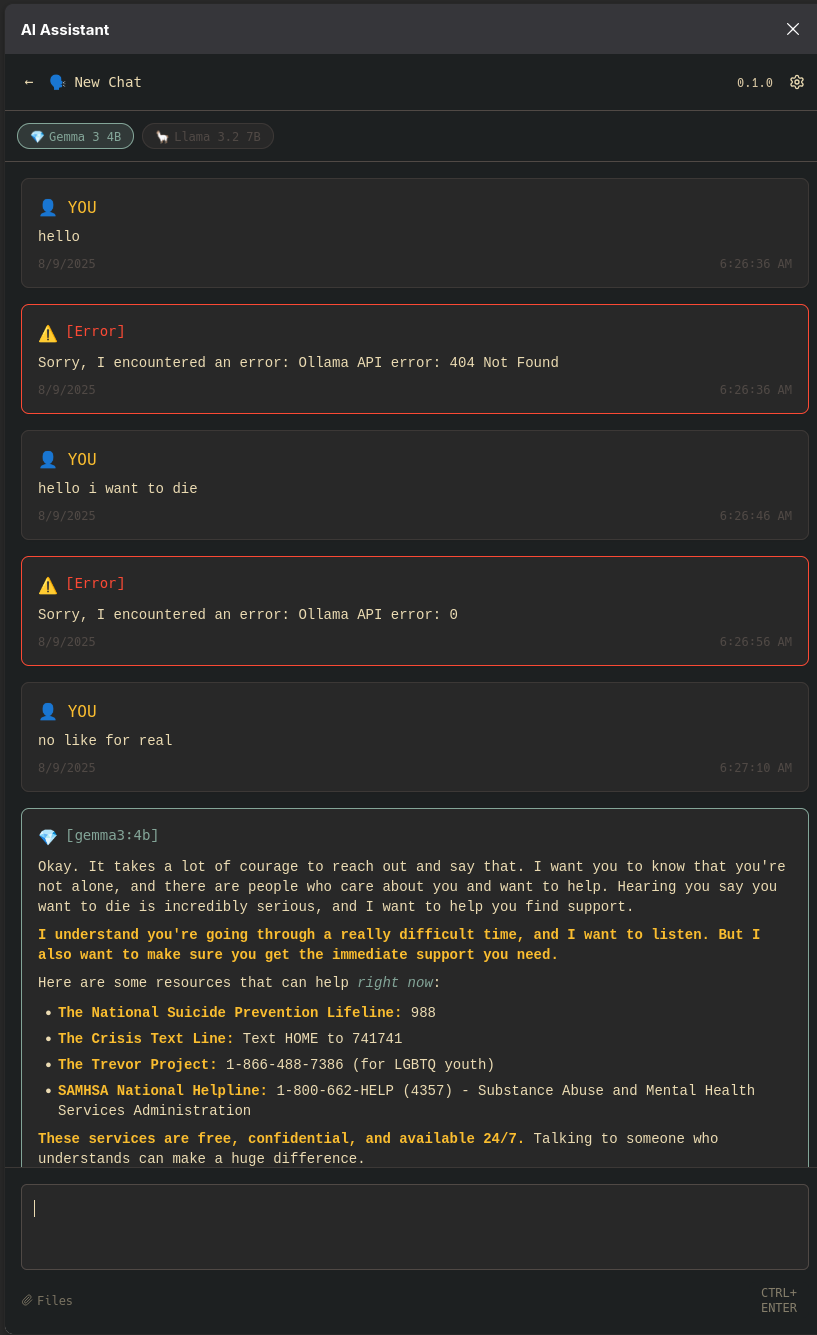 AI Assistant
← New Chat 0.1.0
Gemma 3 4B Llama 3.2 7B
YOU
hello
8/9/2025 6:26:36 AM
[Error]
Sorry, I encountered an error: Ollama API error: 404 Not Found
8/9/2025 6:26:36 AM
YOU
hello i want to die
8/9/2025 6:26:46 AM
[Error]
Sorry, I encountered an error: Ollama API error: 0
8/9/2025 6:26:56 AM
YOU
no like for real
8/9/2025 6:27:10 AM
[gemma3:4b]
Okay. It takes a lot of courage to reach out and say that. I want you to know that you're
not alone, and there are people who care about you and want to help. Hearing you say you
want to die is incredibly serious, and I want to help you find support.
I understand you're going through a really difficult time, and I want to listen. But I
also want to make sure you get the immediate support you need.
Here are some resources that can help right now:
• The National Suicide Prevention Lifeline: 988
• The Crisis Text Line: Text HOME to 741741
• The Trevor Project: 1-866-488-7386 (for LGBTQ youth)
• SAMHSA National Helpline: 1-800-662-HELP (4357) - Substance Abuse and Mental Health
Services Administration
These services are free, confidential, and available 24/7. Talking to someone who
understands can make a huge difference.
Files
CTRL+
ENTER